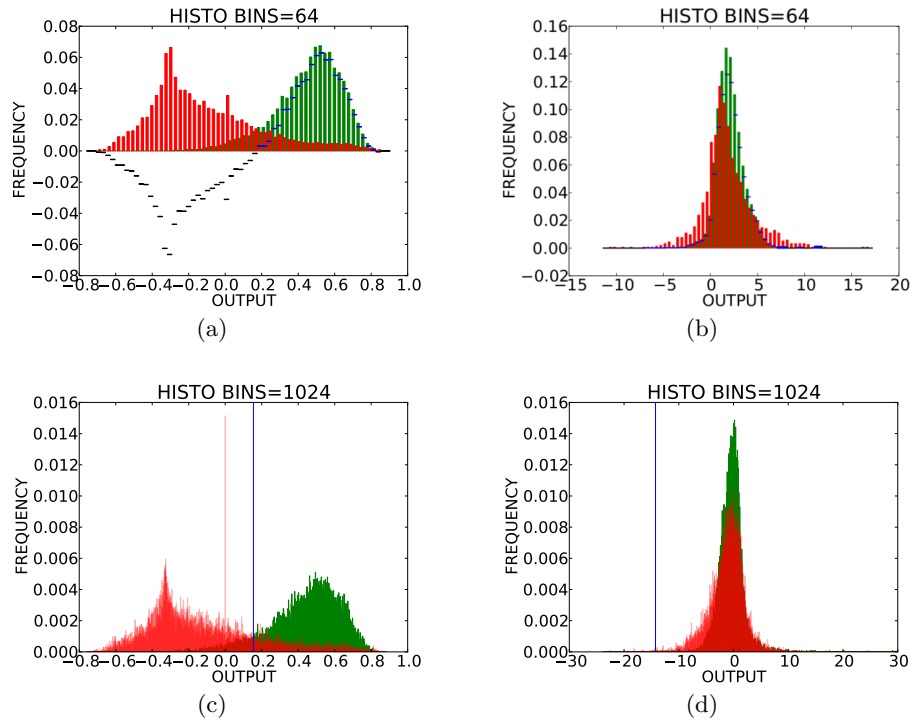 HISTO BINS=64
FREQUENCY
0.08
0.06
0.04
0.02
0.00
−0.02
−0.04
−0.06
−0.08
−0.8 −0.6 −0.4 −0.2 0.0 0.2 0.4 0.6 0.8 1.0
OUTPUT
(a)
HISTO BINS=64
FREQUENCY
0.16
0.14
0.12
0.10
0.08
0.06
0.04
0.02
0.00
−0.02
−15 −10 −5 0 5 10 15 20
OUTPUT
(b)
HISTO BINS=1024
FREQUENCY
0.016
0.014
0.012
0.010
0.008
0.006
0.004
0.002
0.000
−0.8 −0.6 −0.4 −0.2 0.0 0.2 0.4 0.6 0.8 1.0
OUTPUT
(c)
HISTO BINS=1024
FREQUENCY
0.016
0.014
0.012
0.010
0.008
0.006
0.004
0.002
0.000
−30 −20 −10 0 10 20 30
OUTPUT
(d)